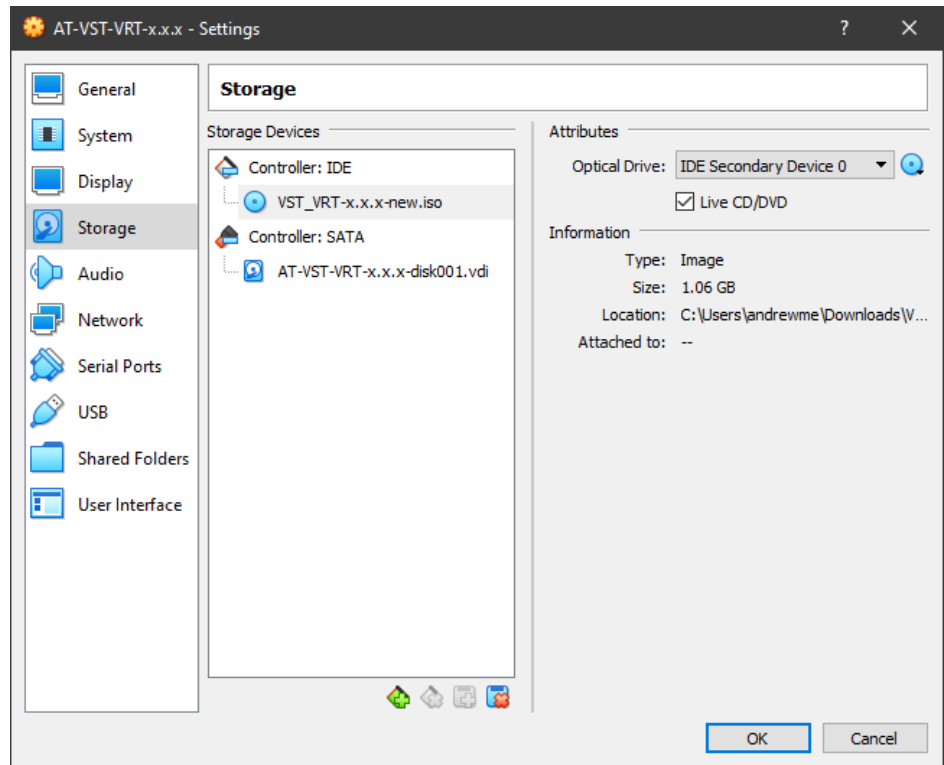 AT-VST-VRT-x.x.x - Settings
?
General
System
Display
Storage
Audio
Network
Serial Ports
USB
Shared Folders
User Interface
Storage
Storage Devices
Controller: IDE
VST_VRT-x.x.x-new.iso
Controller: SATA
AT-VST-VRT-x.x.x-disk001.vdi
Attributes
Optical Drive: IDE Secondary Device 0
Live CD/DVD
Information
Type: Image
Size: 1.06 GB
Location: C:\Users\andrewme\Downloads\V...
Attached to: --
OK
Cancel